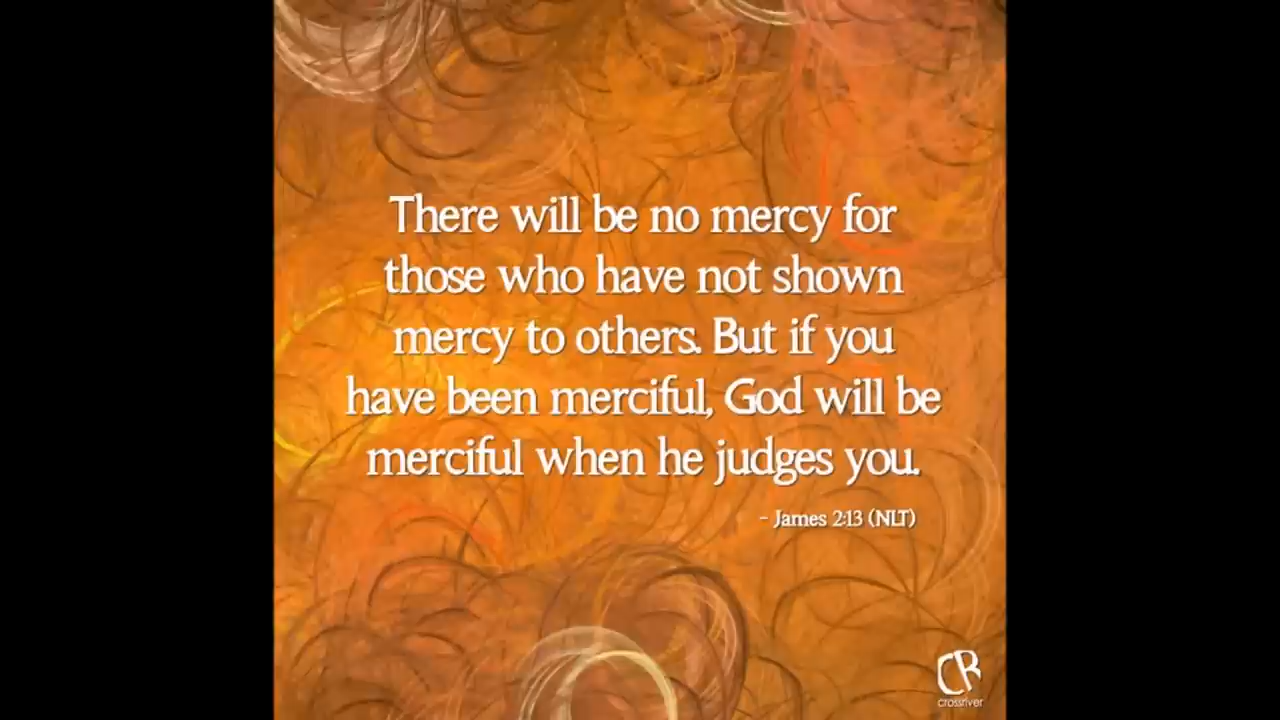 There will be no mercy for
those who have not shown
mercy to others. But if you
have been merciful, God will be
merciful when he judges you.
- James 2:13 (NLT)
CR
crossriver